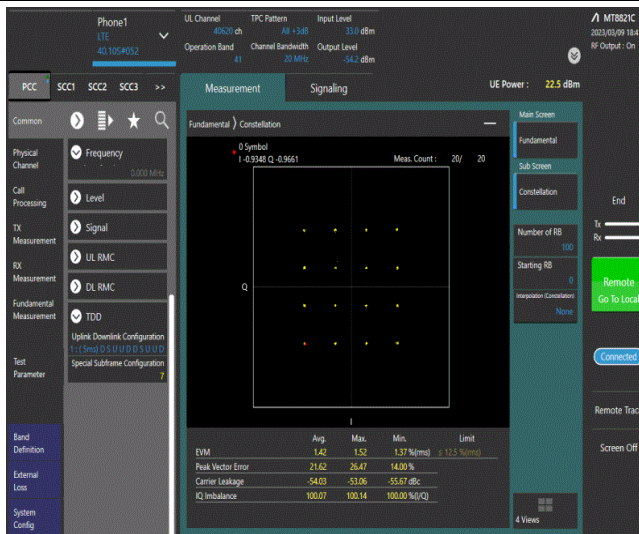 Phone1
LTE
40.105#052
UL Channel TPC Pattern Input Level
40620 ch All +3dB 33.0 dBm
Operation Band Channel Bandwidth Output Level
41 20 MHz -54.2 dBm
MT8821C
2023/03/09 18:4
RF Output : On
PCC SCC1 SCC2 SCC3 >>
Measurement Signaling
UE Power : 22.5 dBm
Common
Physical
Channel
Call
Processing
TX
Measurement
RX
Measurement
Fundamental
Measurement
Test
Parameter
Band
Definition
External
Loss
System
Config
Frequency
0.000 MHz
Level
Signal
UL RMC
DL RMC
TDD
Uplink Downlink Configuration
1 : ( 5ms) D S U U D D S U U D
Special Subframe Configuration
7
Fundamental 〉 Constellation
0 Symbol
I -0.9348 Q -0.9661 Meas. Count : 20/ 20
Q
I
Avg. Max. Min. Limit
EVM 1.42 1.52 1.37 %(rms) ≤ 12.5 %(rms)
Peak Vector Error 21.62 26.47 14.00 %
Carrier Leakage -54.03 -53.06 -55.67 dBc
IQ Imbalance 100.07 100.14 100.00 %(I/Q)
Main Screen
Fundamental
Sub Screen
Constellation
Number of RB
100
Starting RB
0
Interpolation (Constellation)
None
4 Views
End
Tx
Rx
Remote
Go To Local
Connected
Remote Trac
Screen Off